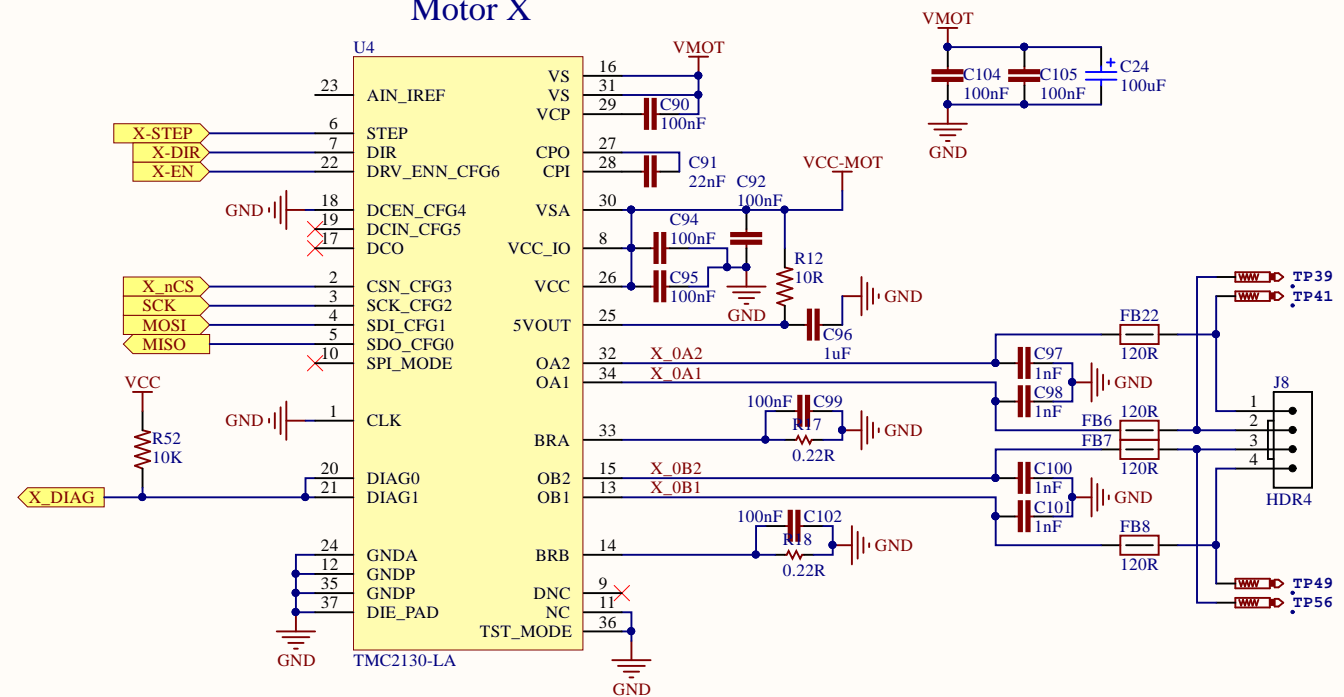 Motor X
U4
VMOT
VMOT
23 AIN_IREF
VS 16
VS 31
VCP 29
C90
100nF
C104
100nF
C105
100nF
+
C24
100uF
GND
X-STEP 6 STEP
X-DIR 7 DIR
X-EN 22 DRV_ENN_CFG6
CPO 27
CPI 28
C91
22nF
C92
100nF
VCC-MOT
GND 18 DCEN_CFG4
19 DCIN_CFG5
17 DCO
VSA 30
VCC_IO 8
VCC 26
5VOUT 25
C94
100nF
C95
100nF
GND
R12
10R
C96
1uF
GND
X_nCS 2 CSN_CFG3
SCK 3 SCK_CFG2
MOSI 4 SDI_CFG1
MISO 5 SDO_CFG0
10 SPI_MODE
OA2 32 X_0A2
OA1 34 X_0A1
C97
1nF
C98
1nF
GND
FB22
120R
TP39
TP41
VCC
R52
10K
GND 1 CLK
BRA 33
100nF C99
R17
0.22R
GND
120R
FB6
FB7
120R
J8
1
2
3
4
HDR4
X_DIAG
20 DIAG0
21 DIAG1
OB2 15 X_0B2
OB1 13 X_0B1
C100
1nF
C101
1nF
GND
FB8
120R
BRB 14
100nF C102
R18
0.22R
GND
24 GNDA
12 GNDP
35 GNDP
37 DIE_PAD
GND
DNC 9
NC 11
TST_MODE 36
GND
TP49
TP56
TMC2130-LA